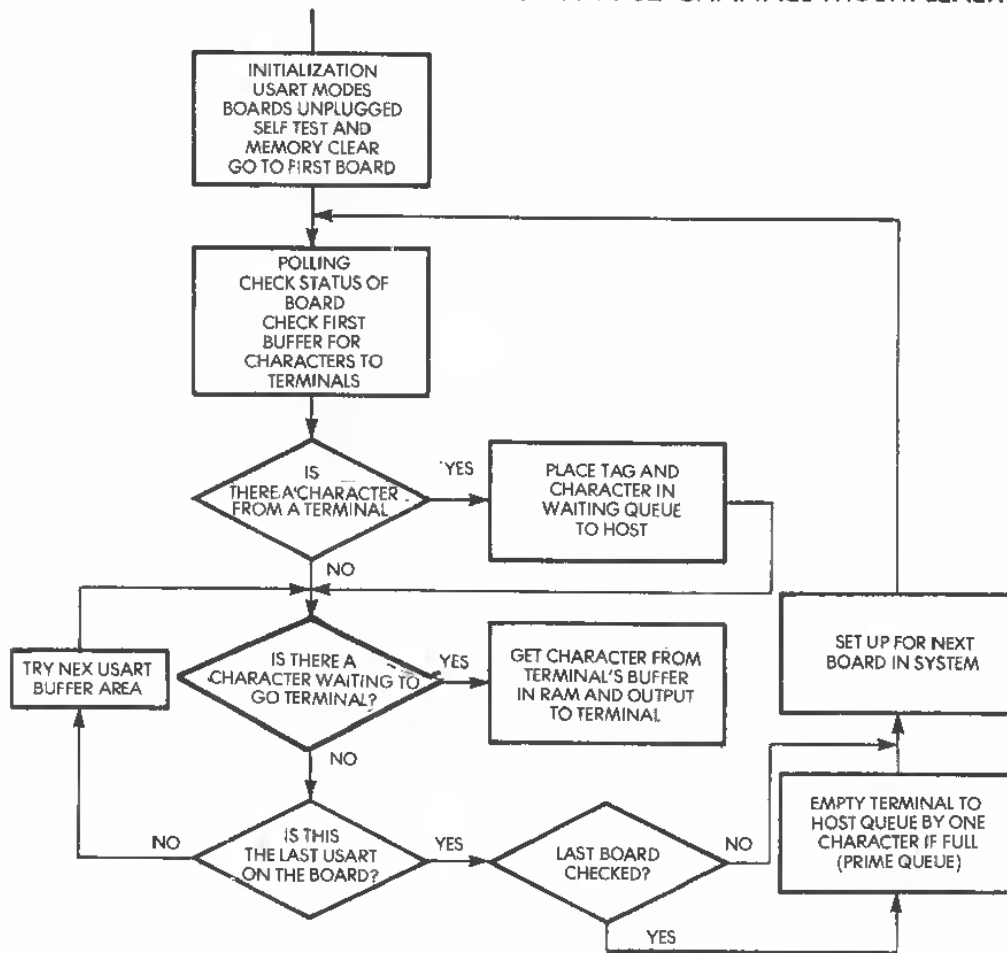 INITIALIZATION
USART MODES
BOARDS UNPLUGGED
SELF TEST AND
MEMORY CLEAR
GO TO FIRST BOARD
POLLING
CHECK STATUS OF
BOARD
CHECK FIRST
BUFFER FOR
CHARACTERS TO
TERMINALS
IS
THERE A CHARACTER
FROM A TERMINAL
YES
PLACE TAG AND
CHARACTER IN
WAITING QUEUE
TO HOST
NO
TRY NEX USART
BUFFER AREA
IS THERE A
CHARACTER WAITING TO
GO TERMINAL?
YES
GET CHARACTER FROM
TERMINAL'S BUFFER
IN RAM AND OUTPUT
TO TERMINAL
SET UP FOR NEXT
BOARD IN SYSTEM
NO
NO
IS THIS
THE LAST USART
ON THE BOARD?
YES
LAST BOARD
CHECKED?
NO
YES
EMPTY TERMINAL TO
HOST QUEUE BY ONE
CHARACTER IF FULL
(PRIME QUEUE)